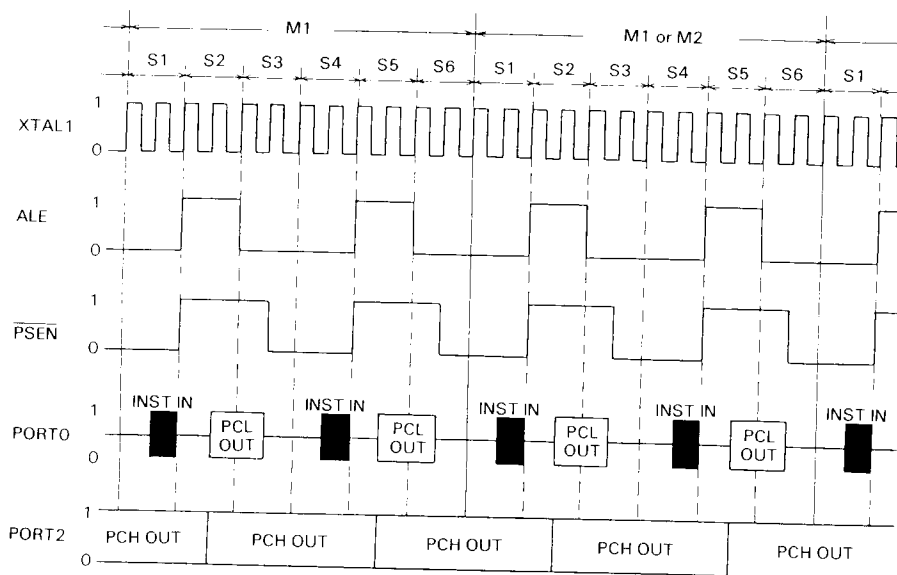 M1 M1 or M2
S1 S2 S3 S4 S5 S6 S1 S2 S3 S4 S5 S6 S1
1
XTAL1
0
1
ALE
0
1
PSEN
0
1 INST IN INST IN INST IN INST IN INST IN
PORT0 PCL OUT PCL OUT PCL OUT PCL OUT
0
1
PORT2 PCH OUT PCH OUT PCH OUT PCH OUT PCH OUT
0